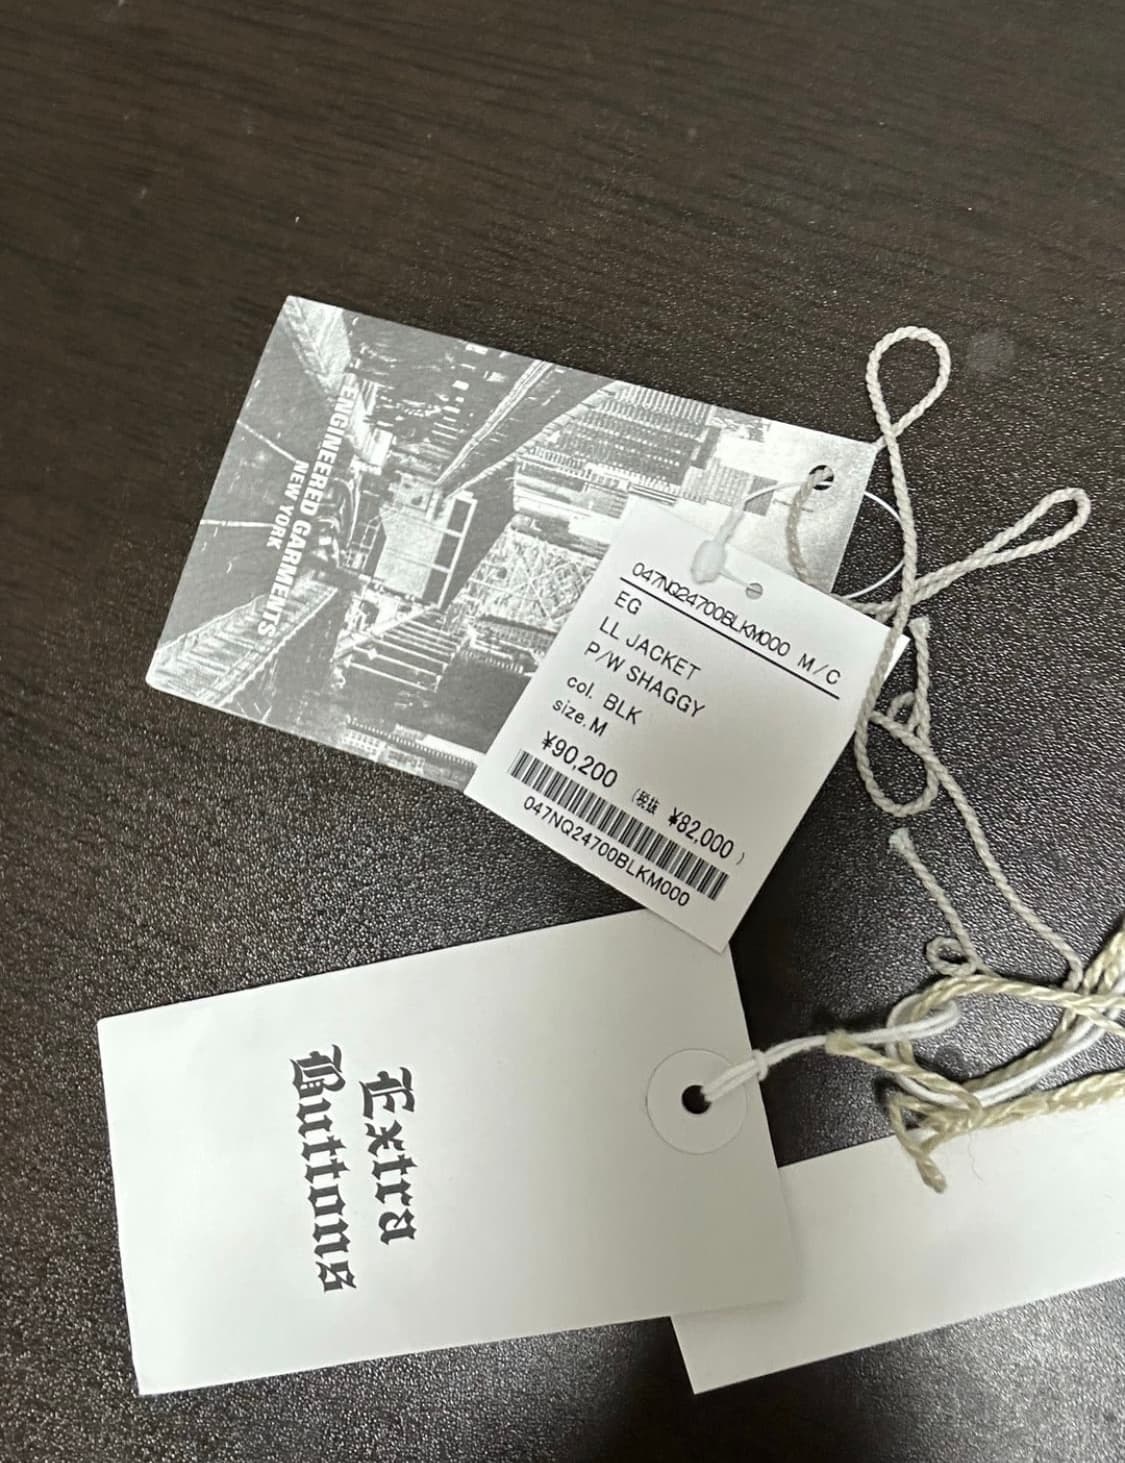 ENGINEERED GARMENTS
NEW YORK
047NQ24700BLKM000 M/C
EG
LL JACKET
P/W SHAGGY
col. BLK
size.M
¥90,200 (税抜 ¥82,000 )
047NQ24700BLKM000
Extra
Buttons